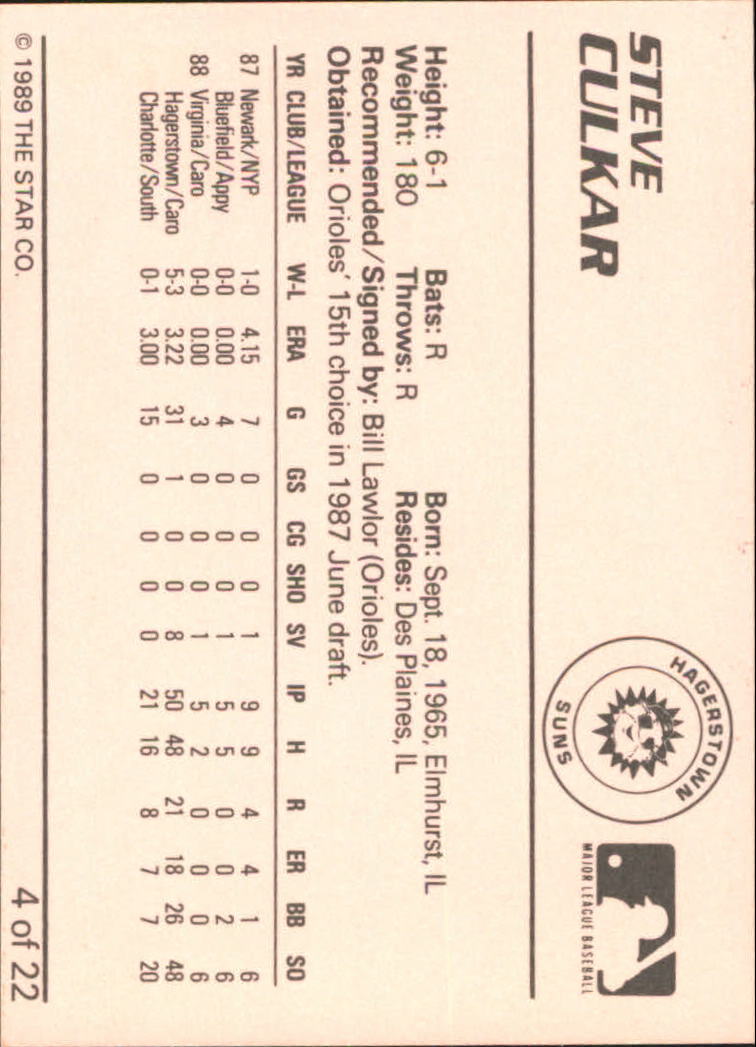 STEVE
CULKAR
HAGERSTOWN
SUNS
MAJOR LEAGUE BASEBALL
Height: 6-1 Bats: R Born: Sept. 18, 1965, Elmhurst, IL
Weight: 180 Throws: R Resides: Des Plaines, IL
Recommended/Signed by: Bill Lawlor (Orioles).
Obtained: Orioles' 15th choice in 1987 June draft.
YR CLUB/LEAGUE W-L ERA G GS CG SHO SV IP H R ER BB SO
87 Newark/NYP 1-0 4.15 7 0 0 0 1 9 9 4 4 1 6
Bluefield/Appy 0-0 0.00 4 0 0 0 1 5 5 0 0 2 6
88 Virginia/Caro 0-0 0.00 3 0 0 0 1 5 2 0 0 0 6
Hagerstown/Caro 5-3 3.22 31 1 0 0 8 50 48 21 18 26 48
Charlotte/South 0-1 3.00 15 0 0 0 0 21 16 8 7 7 20
© 1989 THE STAR CO. 4 of 22